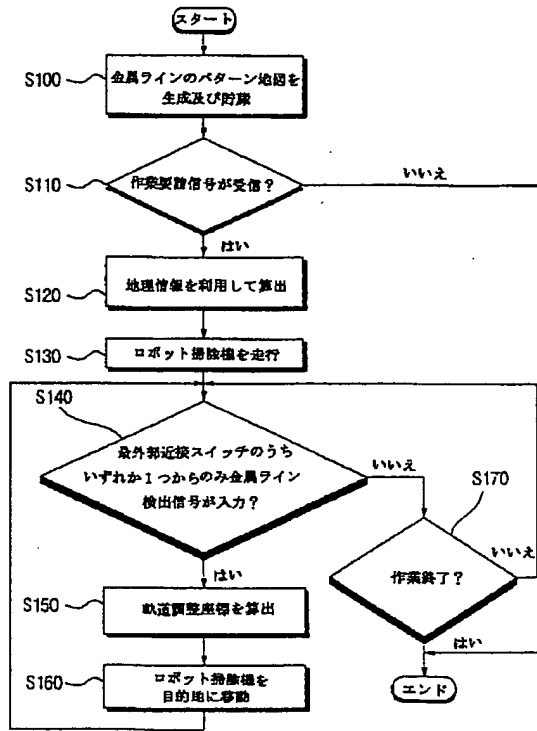 スタート
S100
金属ラインのパターン地図を
生成及び貯蔵
S110
作業要請信号が受信?
いいえ
はい
S120
地理情報を利用して算出
S130
ロボット掃除機を走行
S140
最外郭近接スイッチのうち
いずれか1つからのみ金属ライン
検出信号が入力?
いいえ
S170
はい
作業終了?
いいえ
S150
軌道調整座標を算出
はい
S160
ロボット掃除機を
目的地に移動
エンド